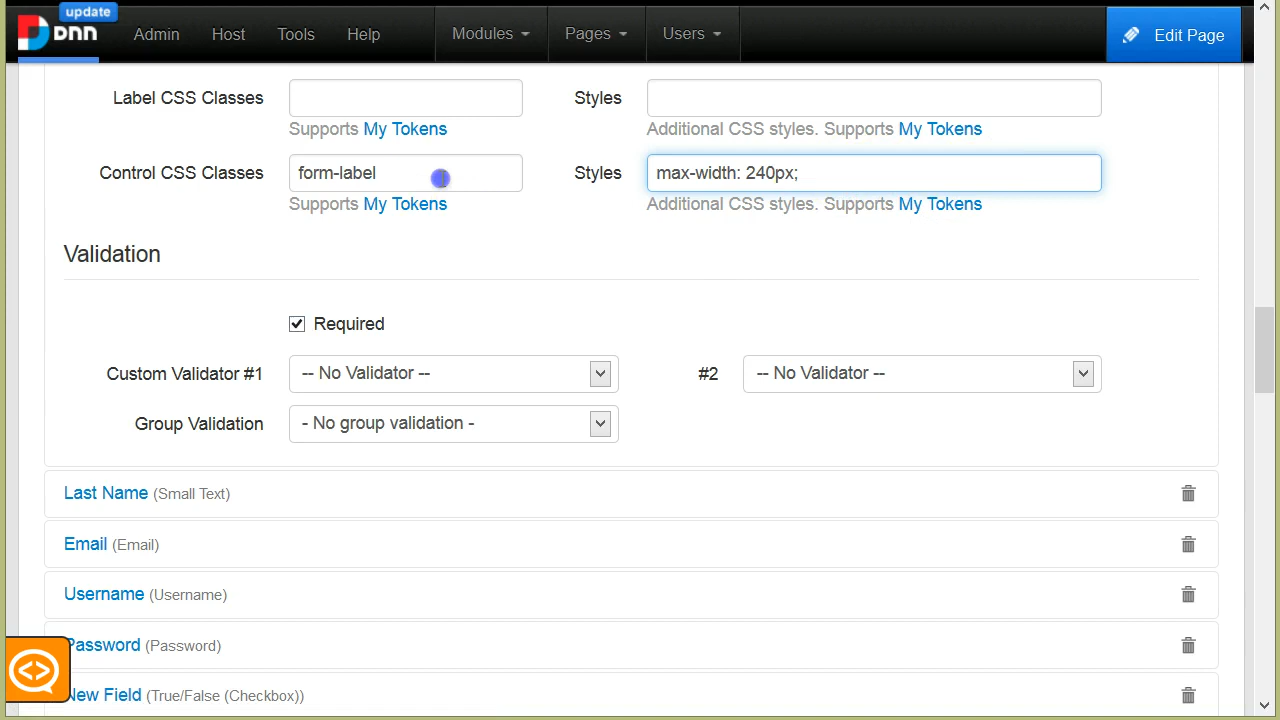 update
DNN Admin Host Tools Help Modules Pages Users Edit Page
Label CSS Classes Styles
Supports My Tokens Additional CSS styles. Supports My Tokens
Control CSS Classes form-label Styles max-width: 240px;
Supports My Tokens Additional CSS styles. Supports My Tokens
Validation
Required
Custom Validator #1 -- No Validator -- #2 -- No Validator --
Group Validation - No group validation -
Last Name (Small Text)
Email (Email)
Username (Username)
Password (Password)
New Field (True/False (Checkbox))